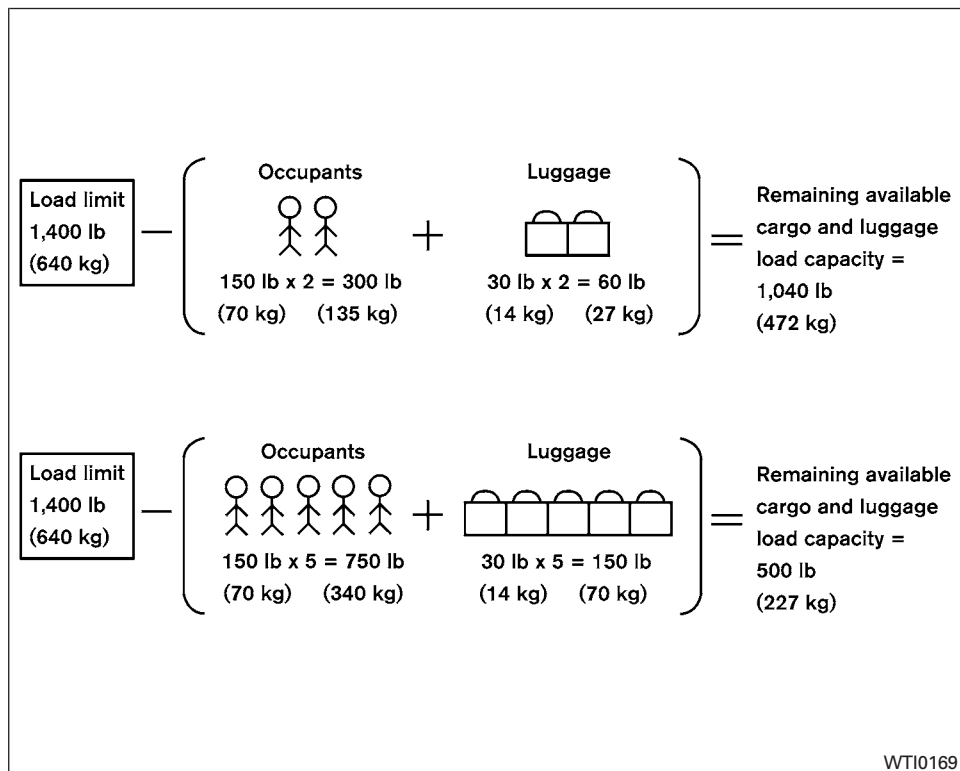 Load limit
1,400 lb
(640 kg)
Occupants
150 lb x 2 = 300 lb
(70 kg) (135 kg)
Luggage
30 lb x 2 = 60 lb
(14 kg) (27 kg)
Remaining available
cargo and luggage
load capacity =
1,040 lb
(472 kg)
Load limit
1,400 lb
(640 kg)
Occupants
150 lb x 5 = 750 lb
(70 kg) (340 kg)
Luggage
30 lb x 5 = 150 lb
(14 kg) (70 kg)
Remaining available
cargo and luggage
load capacity =
500 lb
(227 kg)
WTI0169